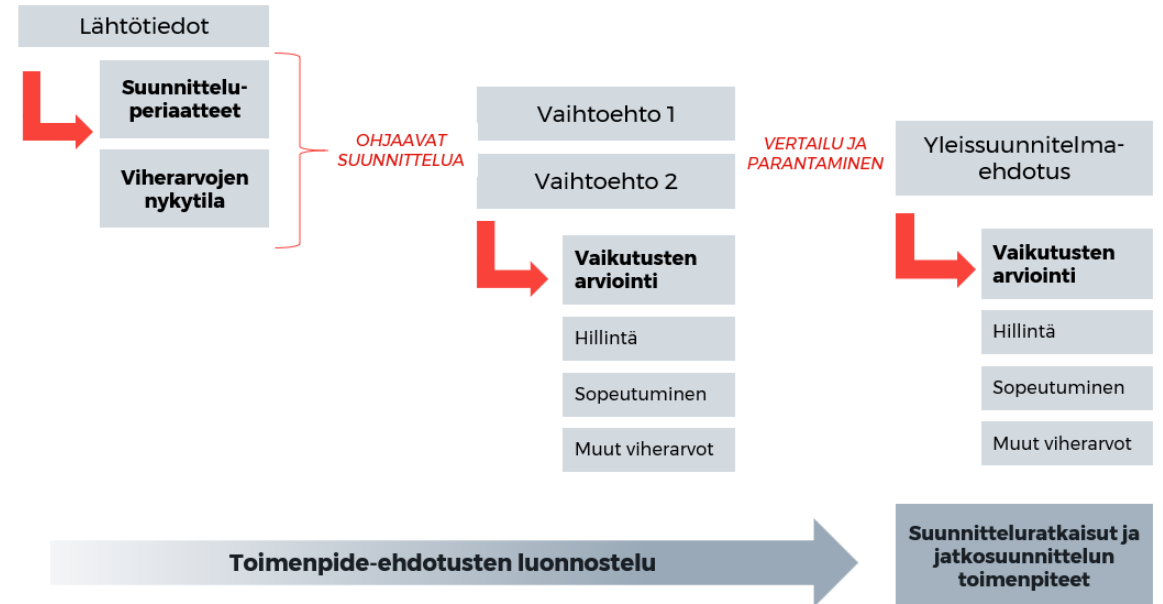 Lähtötiedot
Suunnittelu-
periaatteet
Viherarvojen
nykytila
OHJAAVAT
SUUNNITTELUA
Vaihtoehto 1
Vaihtoehto 2
Vaikutusten
arviointi
Hillintä
Sopeutuminen
Muut viherarvot
VERTAILU JA
PARANTAMINEN
Yleissuunnitelma-
ehdotus
Vaikutusten
arviointi
Hillintä
Sopeutuminen
Muut viherarvot
Toimenpide-ehdotusten luonnostelu
Suunnitteluratkaisut ja
jatkosuunnittelun
toimenpiteet